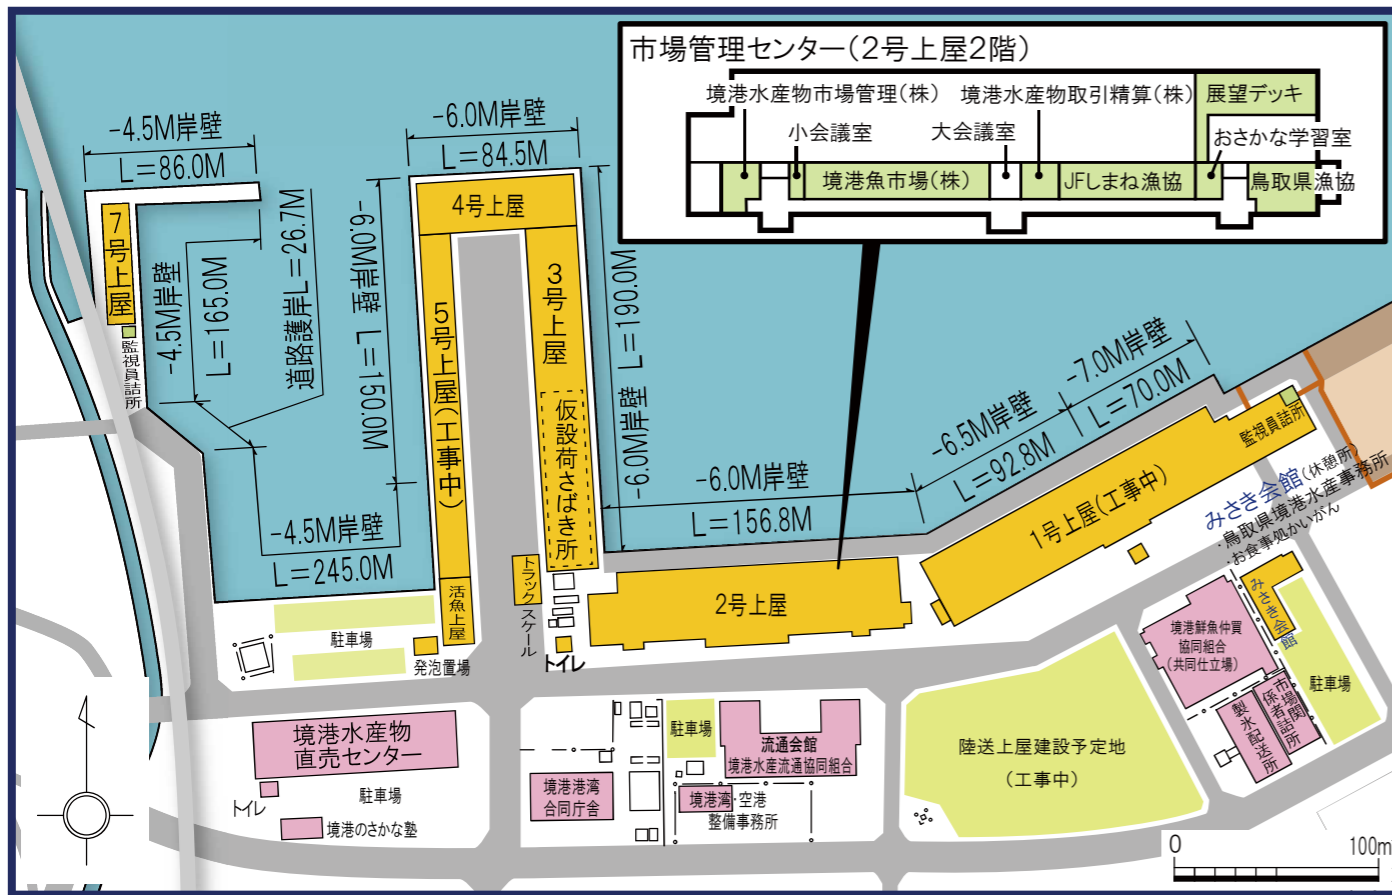 市場管理センター(2号上屋2階)
境港水産物市場管理(株)
境港水産物取引精算(株)
展望デッキ
小会議室
大会議室
おさかな学習室
境港魚市場(株)
JFしまね漁協
鳥取県漁協
-4.5M岸壁
L=86.0M
-6.0M岸壁
L=84.5M
7号上屋
監視員詰所
-4.5M岸壁
L=165.0M
道路護岸L=26.7M
-6.0M岸壁 L=150.0M
4号上屋
5号上屋(工事中)
3号上屋
仮設荷さばき所
-6.0M岸壁 L=190.0M
-4.5M岸壁
L=245.0M
-6.0M岸壁
L=156.8M
-6.5M岸壁
L=92.8M
-7.0M岸壁
L=70.0M
監視員詰所
1号上屋(工事中)
みさき会館(休憩所)
・鳥取県境港水産事務所
・お食事処かいがん
2号上屋
トラックスケール
トイレ
活魚上屋
発泡置場
駐車場
みさき会館
境港鮮魚仲買
協同組合
(共同仕立場)
駐車場
市場関係者詰所
製氷配送所
境港水産物
直売センター
トイレ
駐車場
境港のさかな塾
境港港湾
合同庁舎
駐車場
流通会館
境港水産流通協同組合
境港湾・空港
整備事務所
陸送上屋建設予定地
(工事中)
0
100m